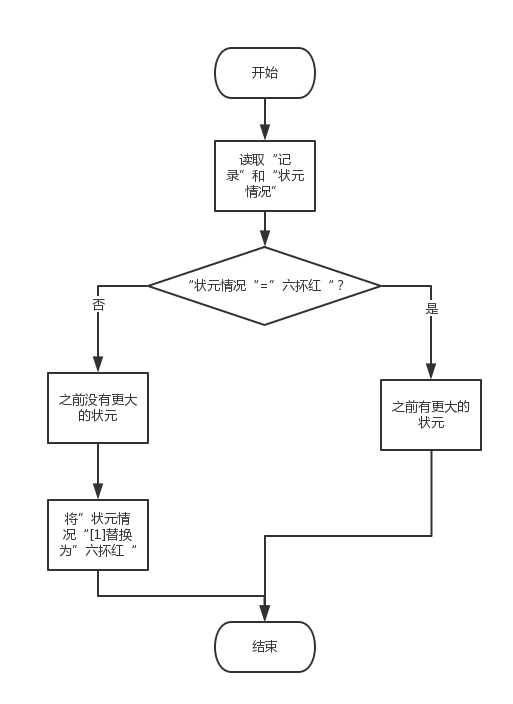 开始
读取“记
录”和“状元
情况”
“状元情况“=”六抔红“？
否
是
之前没有更大
的状元
之前有更大的
状元
将”状元情
况“[1]替换
为”六抔红“
结束